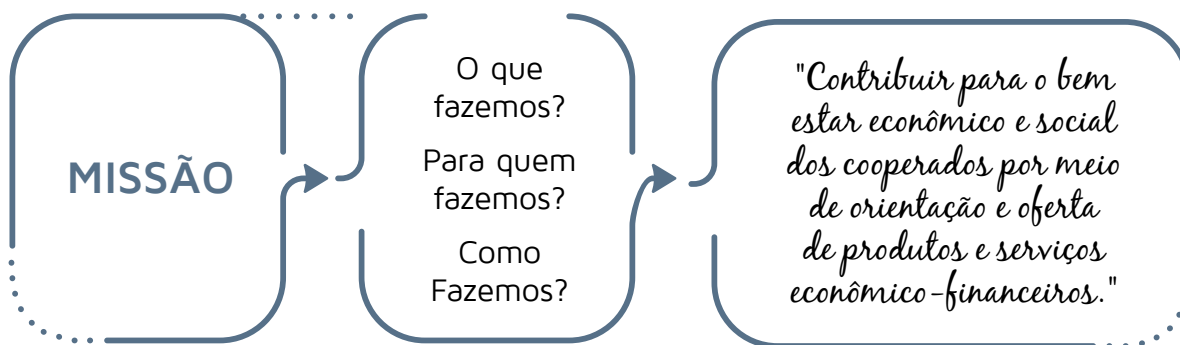 MISSÃO
O que
fazemos?
Para quem
fazemos?
Como
Fazemos?
"Contribuir para o bem
estar econômico e social
dos cooperados por meio
de orientação e oferta
de produtos e serviços
econômico-financeiros."